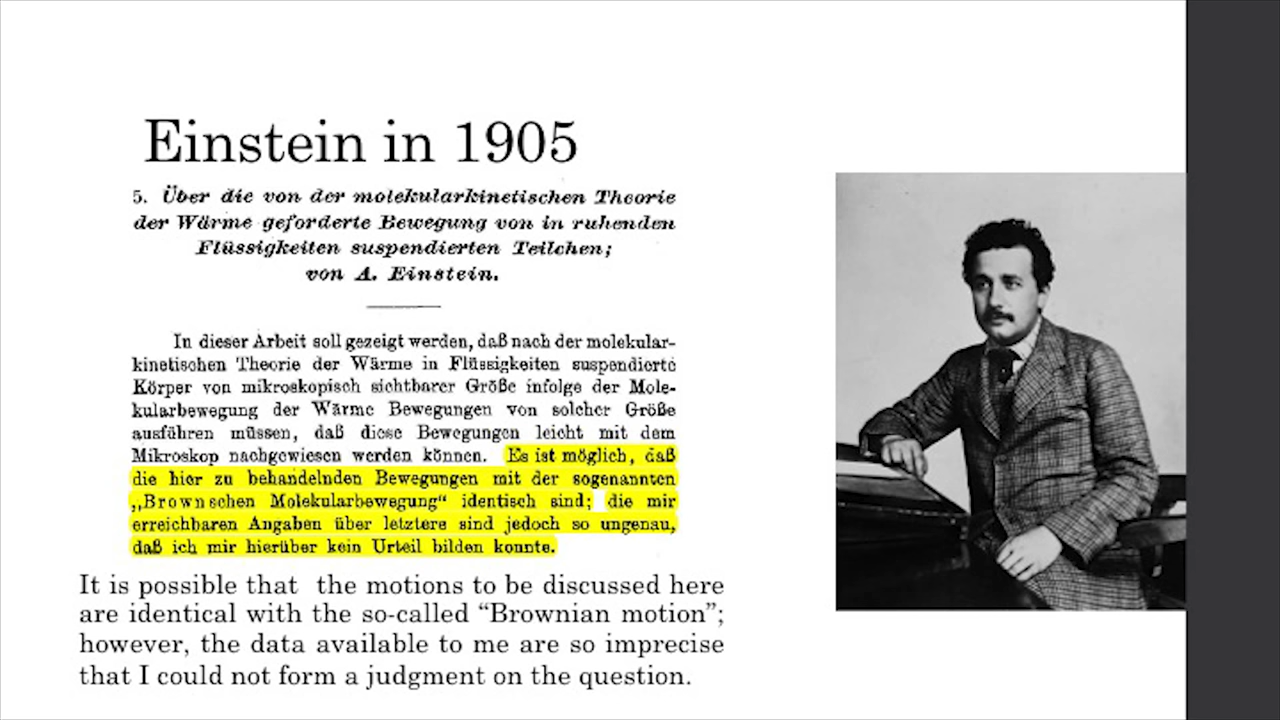 Einstein in 1905
5. Über die von der molekularkinetischen Theorie
der Wärme geforderte Bewegung von in ruhenden
Flüssigkeiten suspendierten Teilchen;
von A. Einstein.
In dieser Arbeit soll gezeigt werden, daß nach der molekular-
kinetischen Theorie der Wärme in Flüssigkeiten suspendierte
Körper von mikroskopisch sichtbarer Größe infolge der Mole-
kularbewegung der Wärme Bewegungen von solcher Größe
ausführen müssen, daß diese Bewegungen leicht mit dem
Mikroskop nachgewiesen werden können. Es ist möglich, daß
die hier zu behandelnden Bewegungen mit der sogenannten
„Brownschen Molekularbewegung“ identisch sind; die mir
erreichbaren Angaben über letztere sind jedoch so ungenau,
daß ich mir hierüber kein Urteil bilden konnte.
It is possible that the motions to be discussed here
are identical with the so-called “Brownian motion”;
however, the data available to me are so imprecise
that I could not form a judgment on the question.